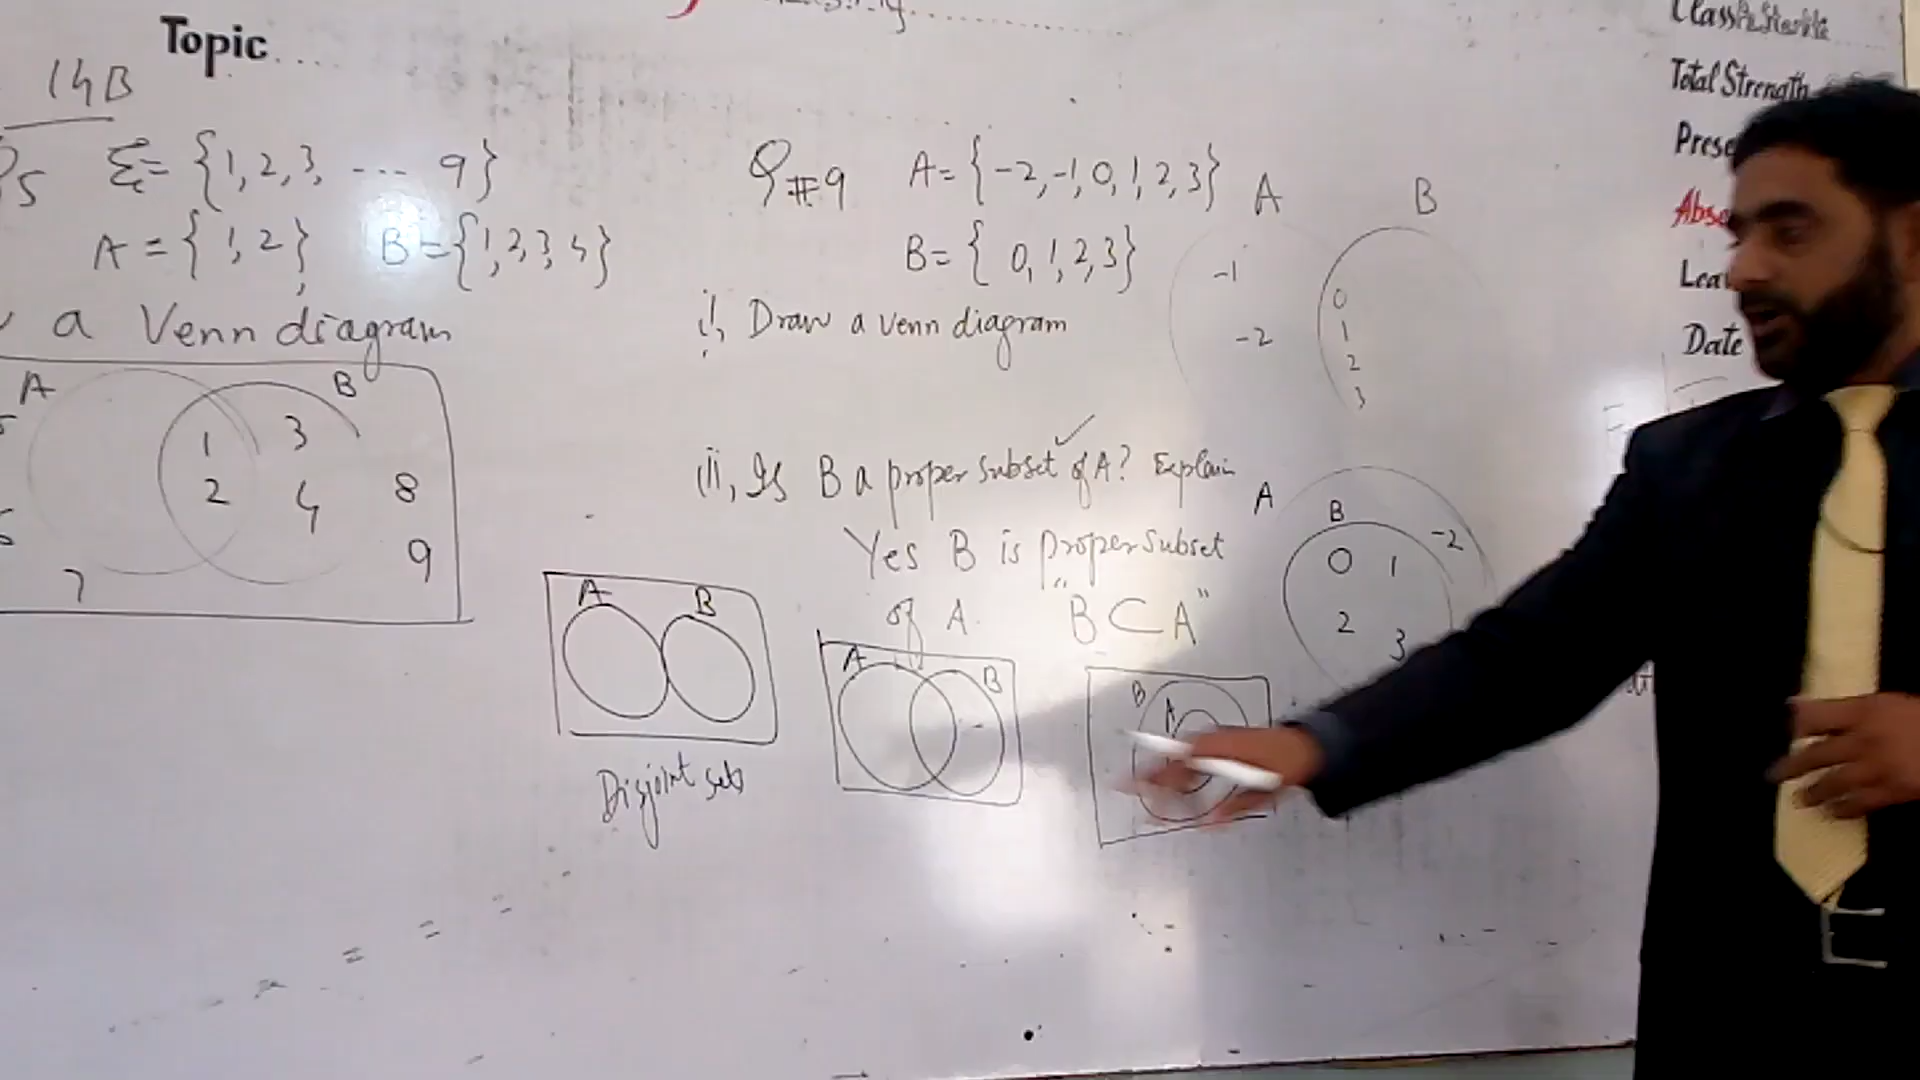 Topic
14B
ξ = {1,2,3, --- 9}
A = {1,2} B = {1,2,3,4}
a Venn diagram
A B
1 3
2 4 8
9
7
Q#9 A = {-2,-1,0,1,2,3}
B = { 0,1,2,3}
i, Draw a venn diagram
A B
-1
-2
0
1
2
3
(ii, Is B a proper subset of A? Explain
Yes B is proper subset
of A. "B ⊂ A"
A
B
-2
0 1
2 3
A B
Disjoint sets
A B
B A
Class
Total Strength
Prese
Abse
Leav
Date